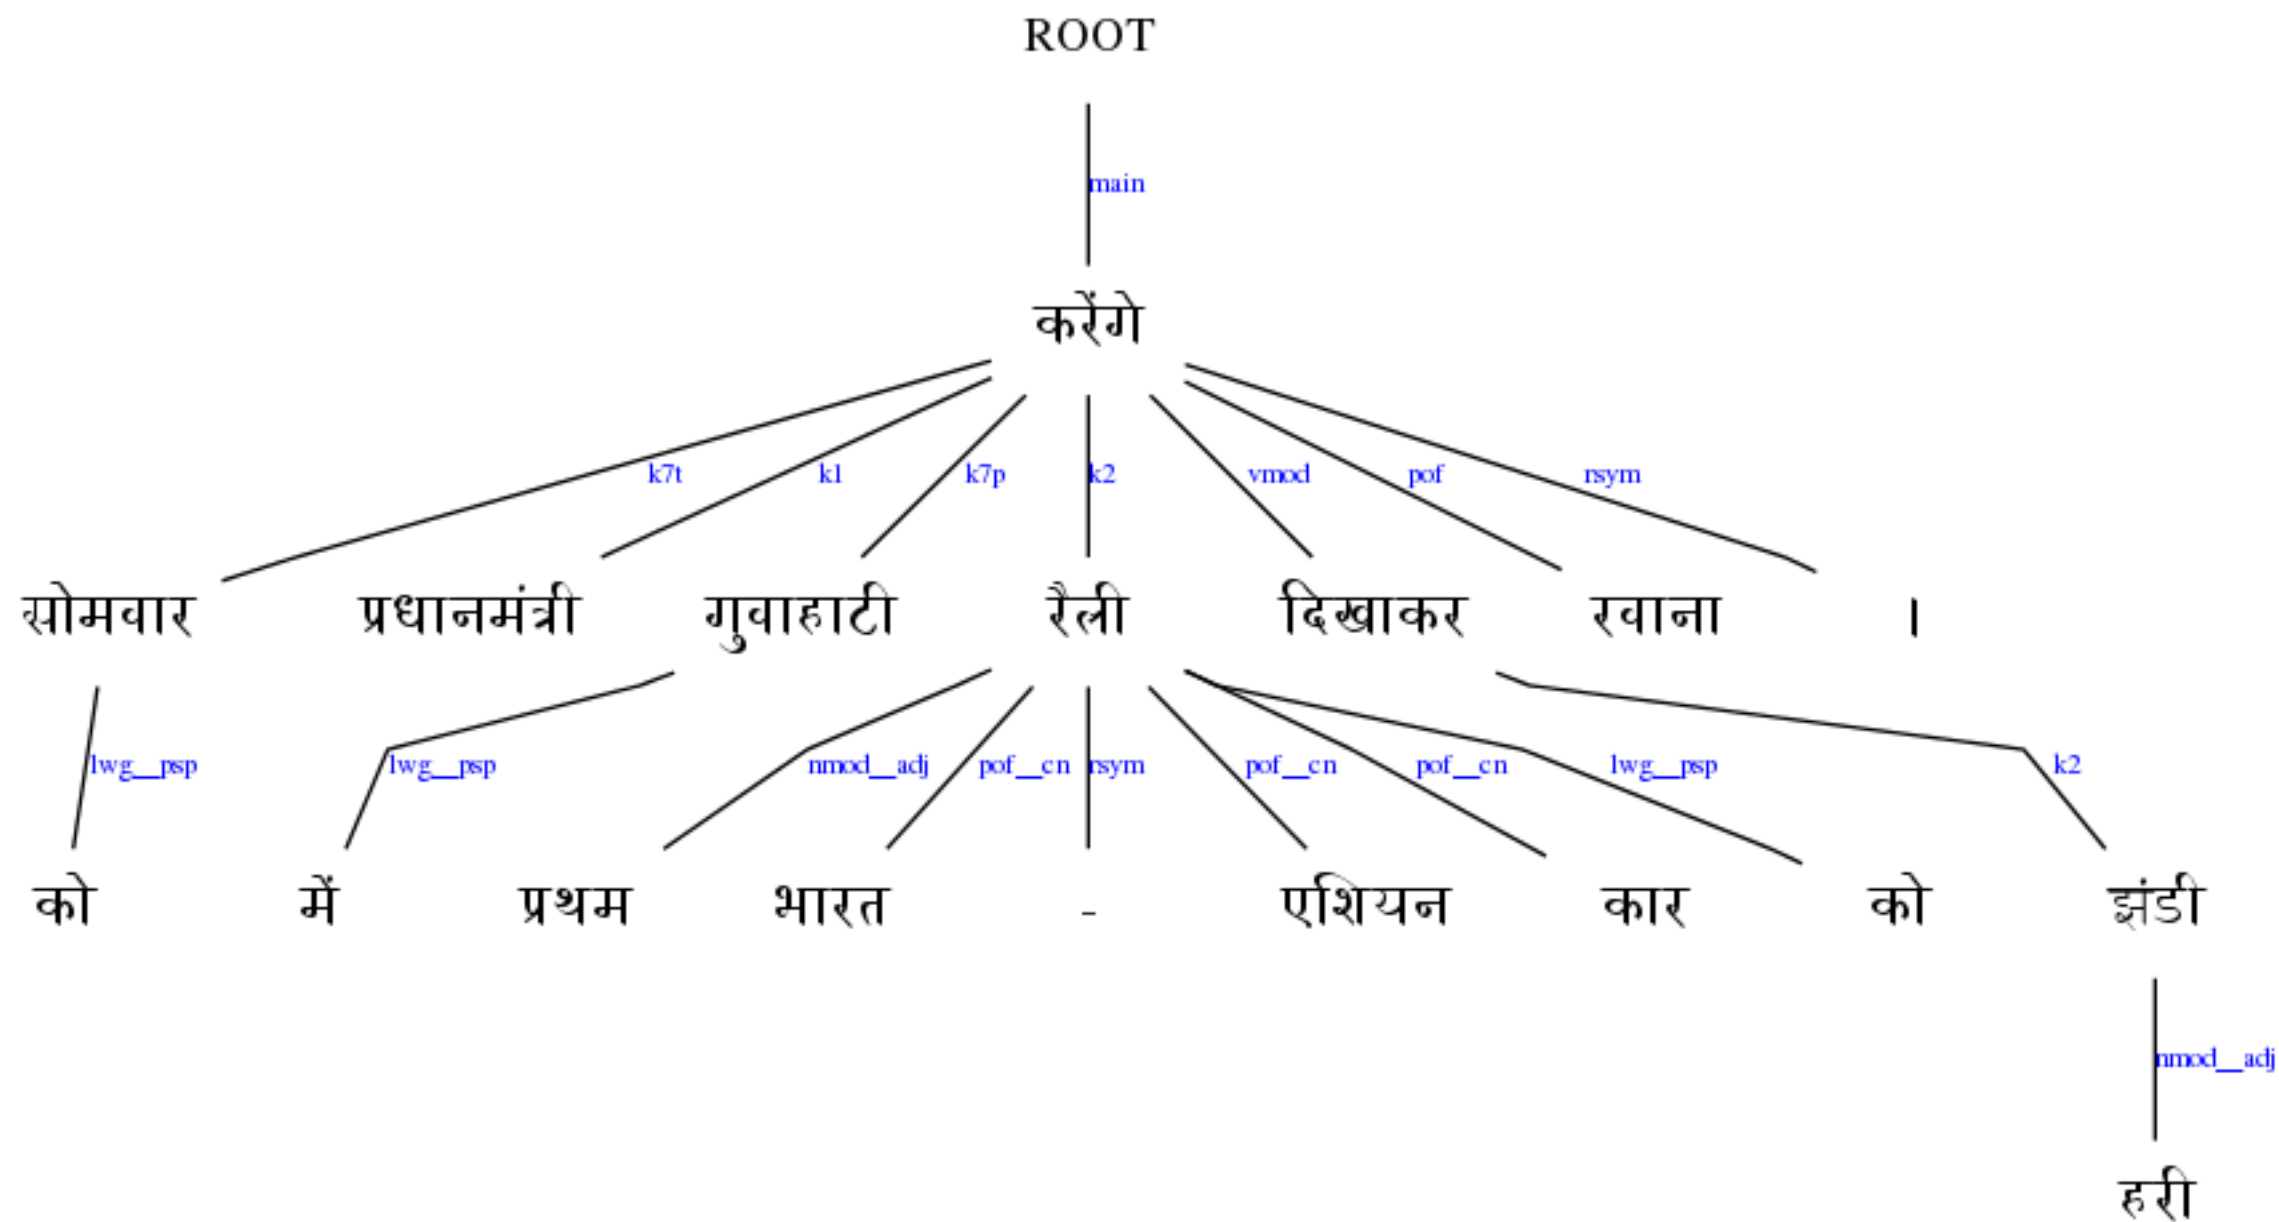 ROOT
main
करेंगे
k7t k1 k7p k2 vmod pof rsym
सोमवार प्रधानमंत्री गुवाहाटी रैली दिखाकर रवाना ।
lwg__psp lwg__psp nmod__adj pof__cn rsym pof__cn pof__cn lwg__psp k2
को में प्रथम भारत - एशियन कार को झंडी
nmod__adj
हरी